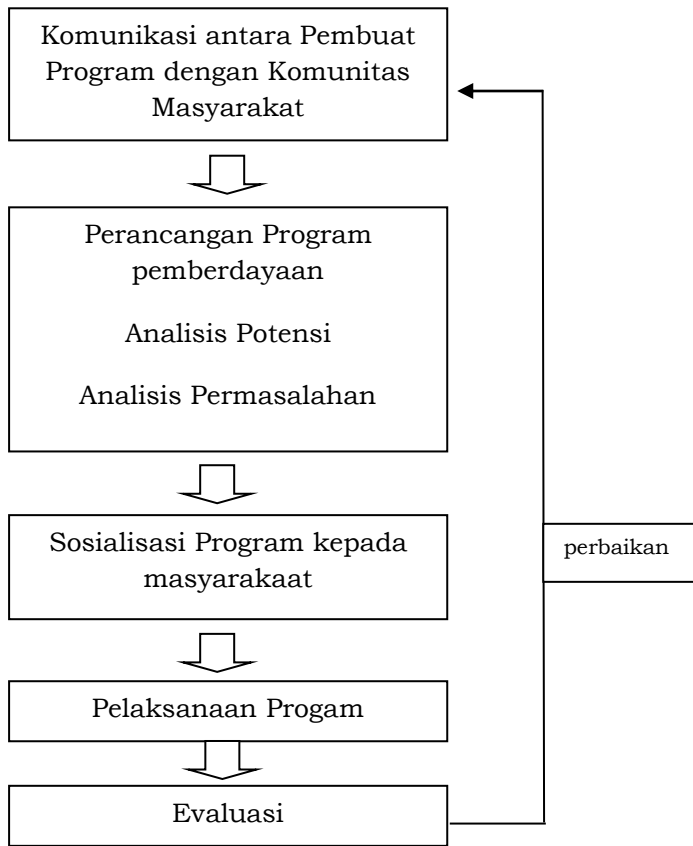 Komunikasi antara Pembuat
Program dengan Komunitas
Masyarakat
Perancangan Program
pemberdayaan
Analisis Potensi
Analisis Permasalahan
Sosialisasi Program kepada
masyarakaat
perbaikan
Pelaksanaan Progam
Evaluasi